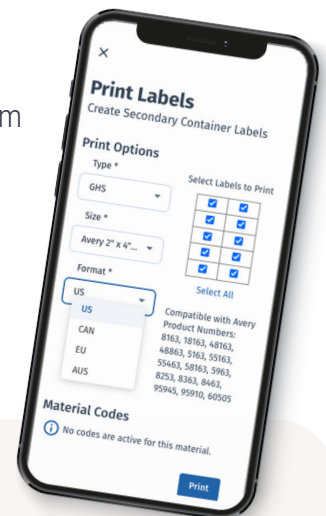 m
×
Print Labels
Create Secondary Container Labels
Print Options
Type *
GHS
Size *
Avery 2" x 4"...
Format *
US
US
CAN
EU
AUS
Select Labels to Print
Select All
Compatible with Avery
Product Numbers:
8163, 18163, 48163,
48863, 5163, 55163,
55463, 58163, 5963,
8253, 8363, 8463,
95945, 95910, 60505
Material Codes
No codes are active for this material.
Print